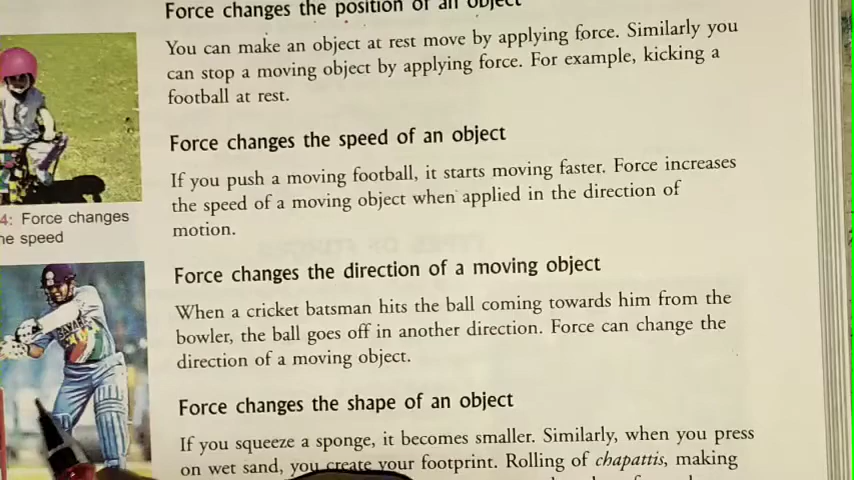 Force changes the position of an object
You can make an object at rest move by applying force. Similarly you
can stop a moving object by applying force. For example, kicking a
football at rest.
Force changes the speed of an object
If you push a moving football, it starts moving faster. Force increases
the speed of a moving object when applied in the direction of
motion.
4: Force changes
he speed
Force changes the direction of a moving object
When a cricket batsman hits the ball coming towards him from the
bowler, the ball goes off in another direction. Force can change the
direction of a moving object.
Force changes the shape of an object
If you squeeze a sponge, it becomes smaller. Similarly, when you press
on wet sand, you create your footprint. Rolling of chapattis, making